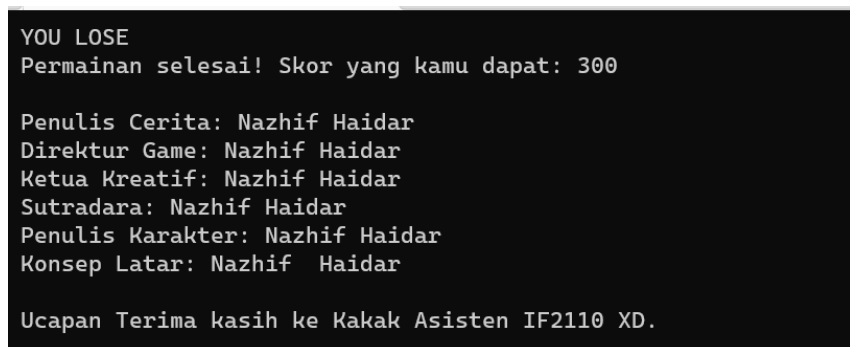 YOU LOSE
Permainan selesai! Skor yang kamu dapat: 300
Penulis Cerita: Nazhif Haidar
Direktur Game: Nazhif Haidar
Ketua Kreatif: Nazhif Haidar
Sutradara: Nazhif Haidar
Penulis Karakter: Nazhif Haidar
Konsep Latar: Nazhif  Haidar
Ucapan Terima kasih ke Kakak Asisten IF2110 XD.